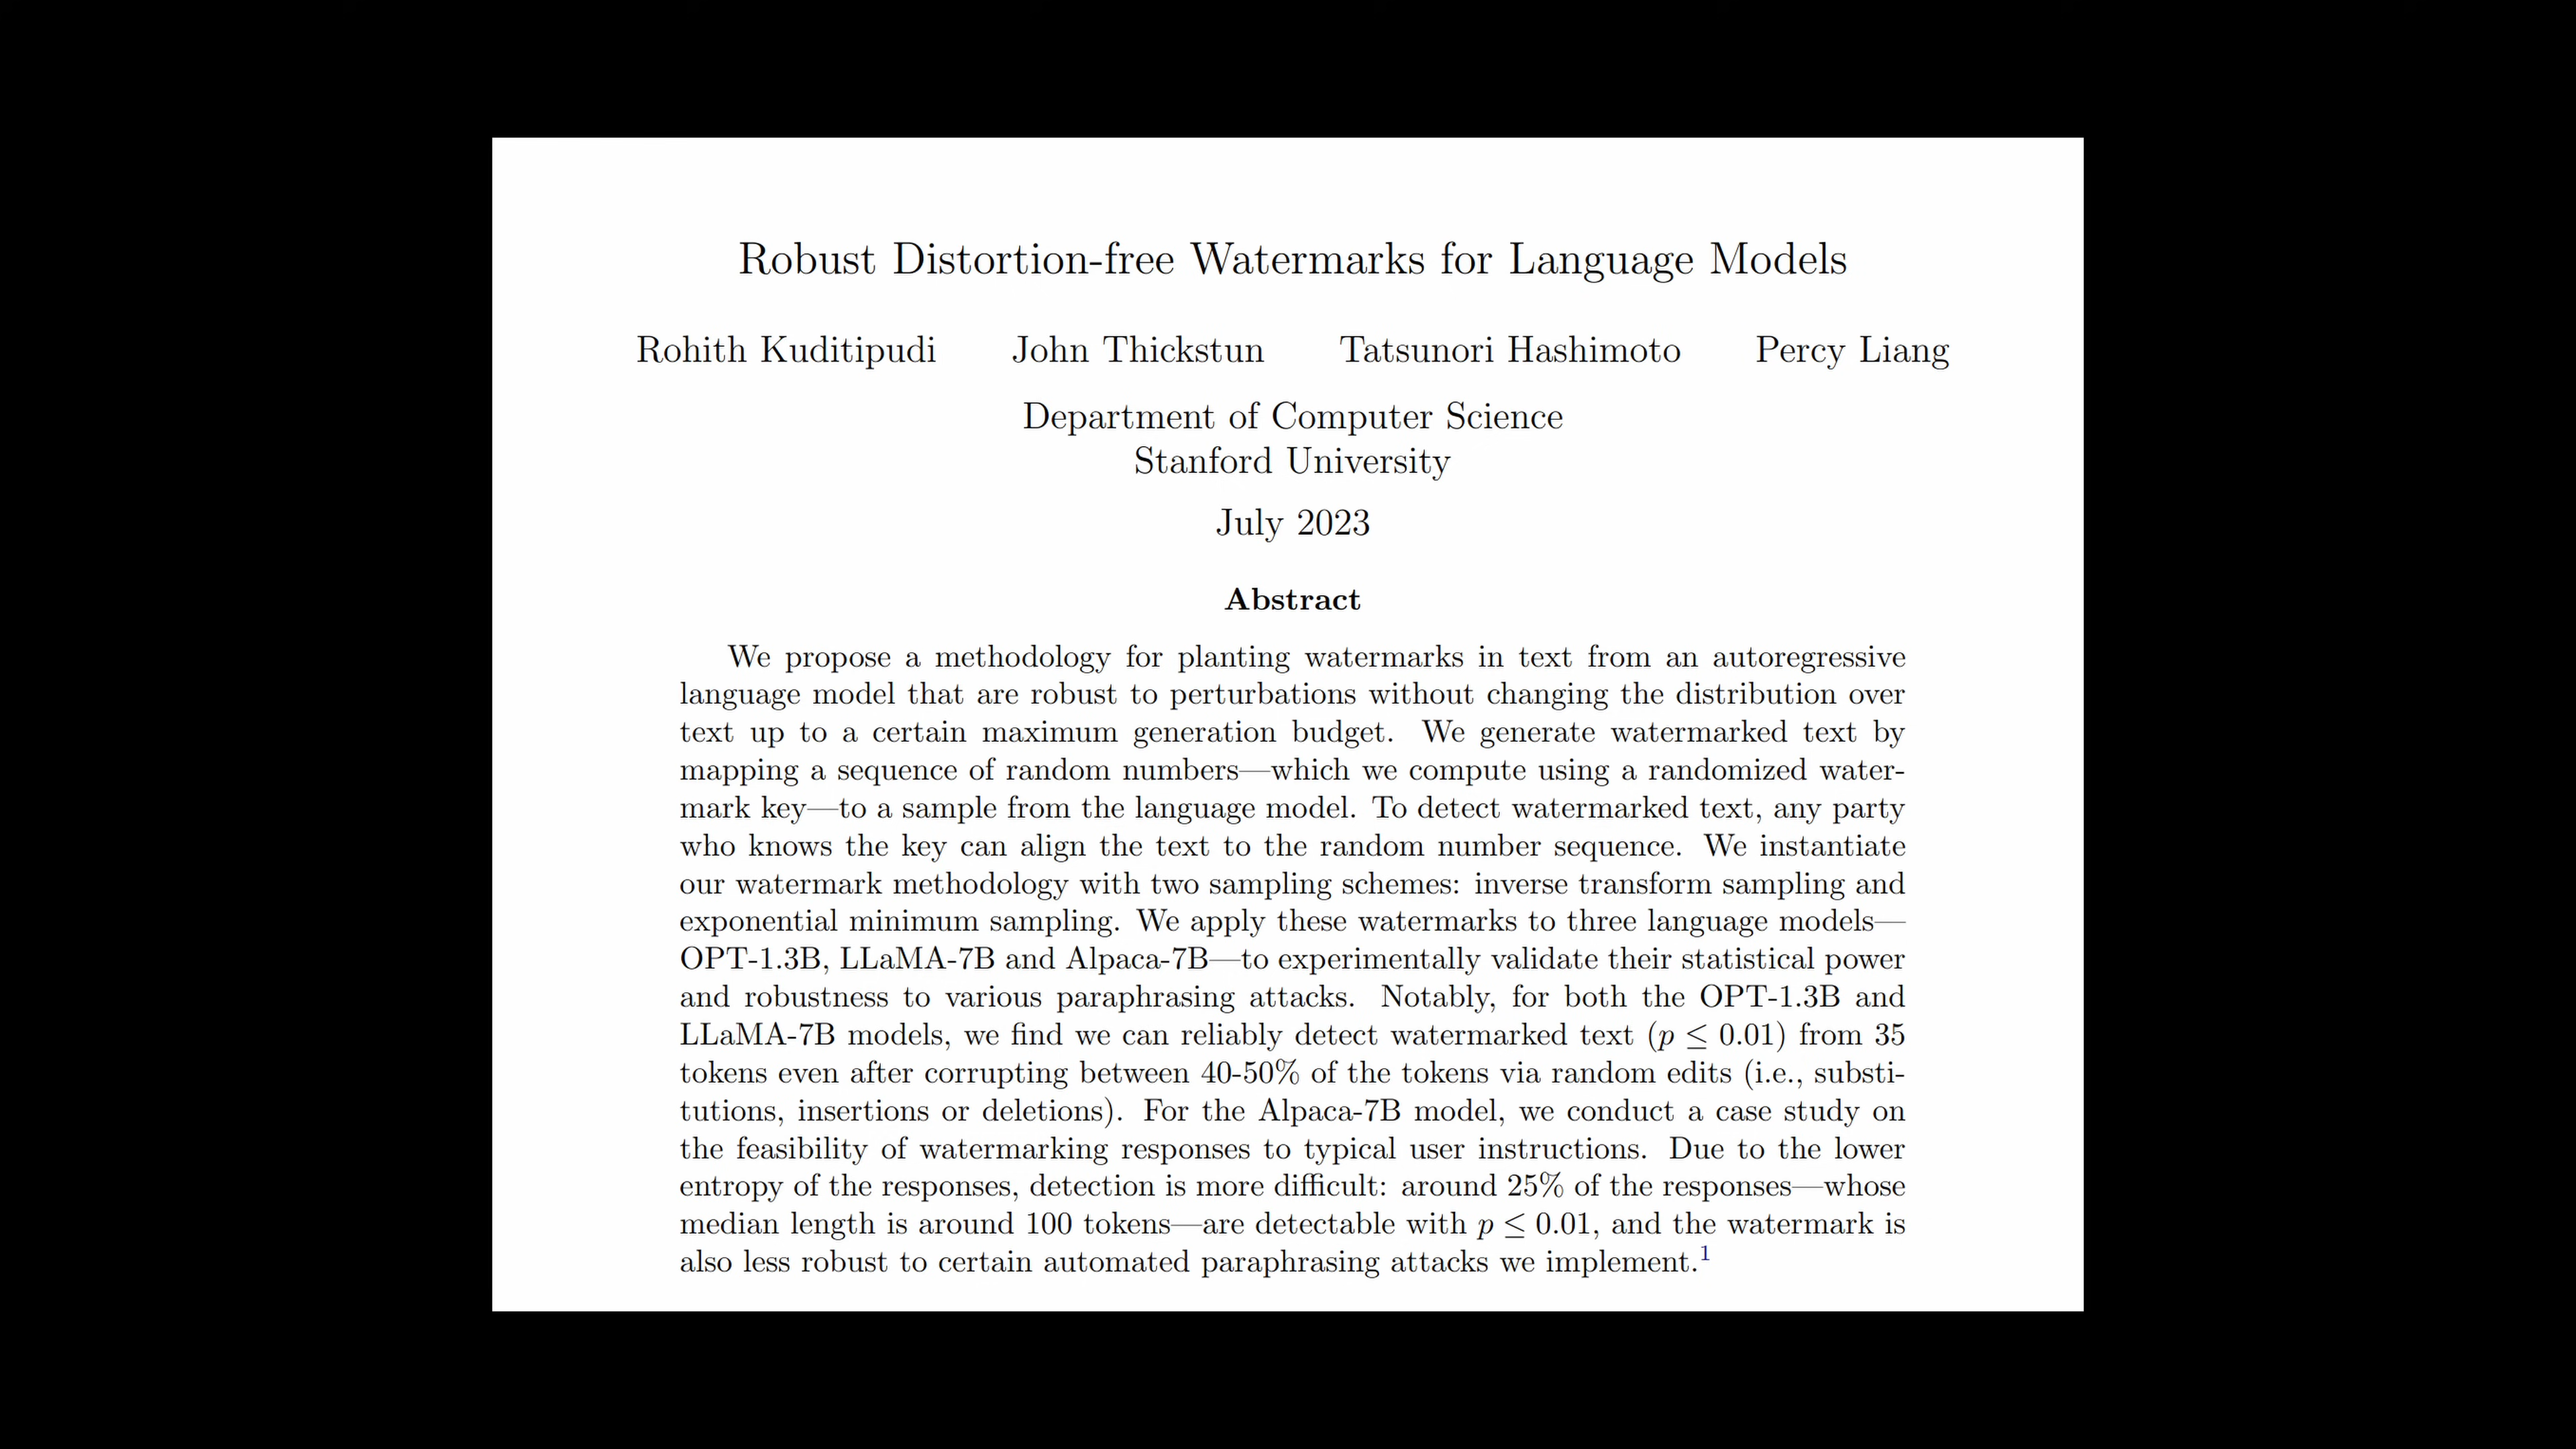 Robust Distortion-free Watermarks for Language Models
Rohith Kuditipudi John Thickstun Tatsunori Hashimoto Percy Liang
Department of Computer Science
Stanford University
July 2023
Abstract
We propose a methodology for planting watermarks in text from an autoregressive
language model that are robust to perturbations without changing the distribution over
text up to a certain maximum generation budget. We generate watermarked text by
mapping a sequence of random numbers—which we compute using a randomized water-
mark key—to a sample from the language model. To detect watermarked text, any party
who knows the key can align the text to the random number sequence. We instantiate
our watermark methodology with two sampling schemes: inverse transform sampling and
exponential minimum sampling. We apply these watermarks to three language models—
OPT-1.3B, LLaMA-7B and Alpaca-7B—to experimentally validate their statistical power
and robustness to various paraphrasing attacks. Notably, for both the OPT-1.3B and
LLaMA-7B models, we find we can reliably detect watermarked text (p ≤ 0.01) from 35
tokens even after corrupting between 40-50% of the tokens via random edits (i.e., substi-
tutions, insertions or deletions). For the Alpaca-7B model, we conduct a case study on
the feasibility of watermarking responses to typical user instructions. Due to the lower
entropy of the responses, detection is more difficult: around 25% of the responses—whose
median length is around 100 tokens—are detectable with p ≤ 0.01, and the watermark is
also less robust to certain automated paraphrasing attacks we implement.1